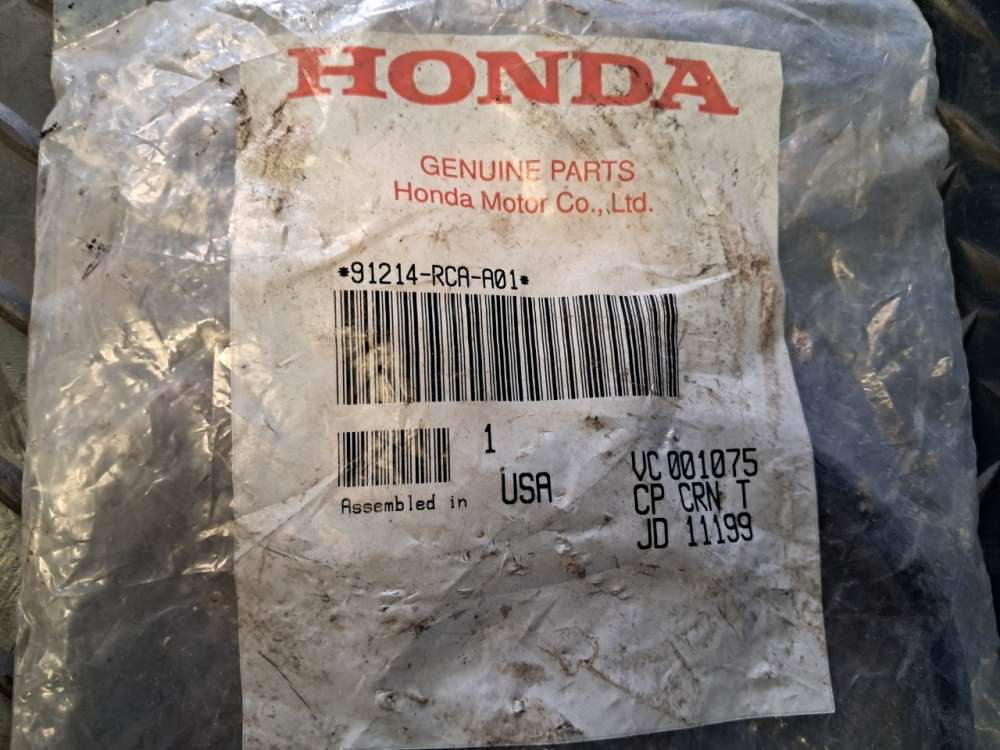 HONDA
GENUINE PARTS
Honda Motor Co., Ltd.
*91214-RCA-A01*
1
Assembled in USA
VC 001075
CP CRN T
JD 11199